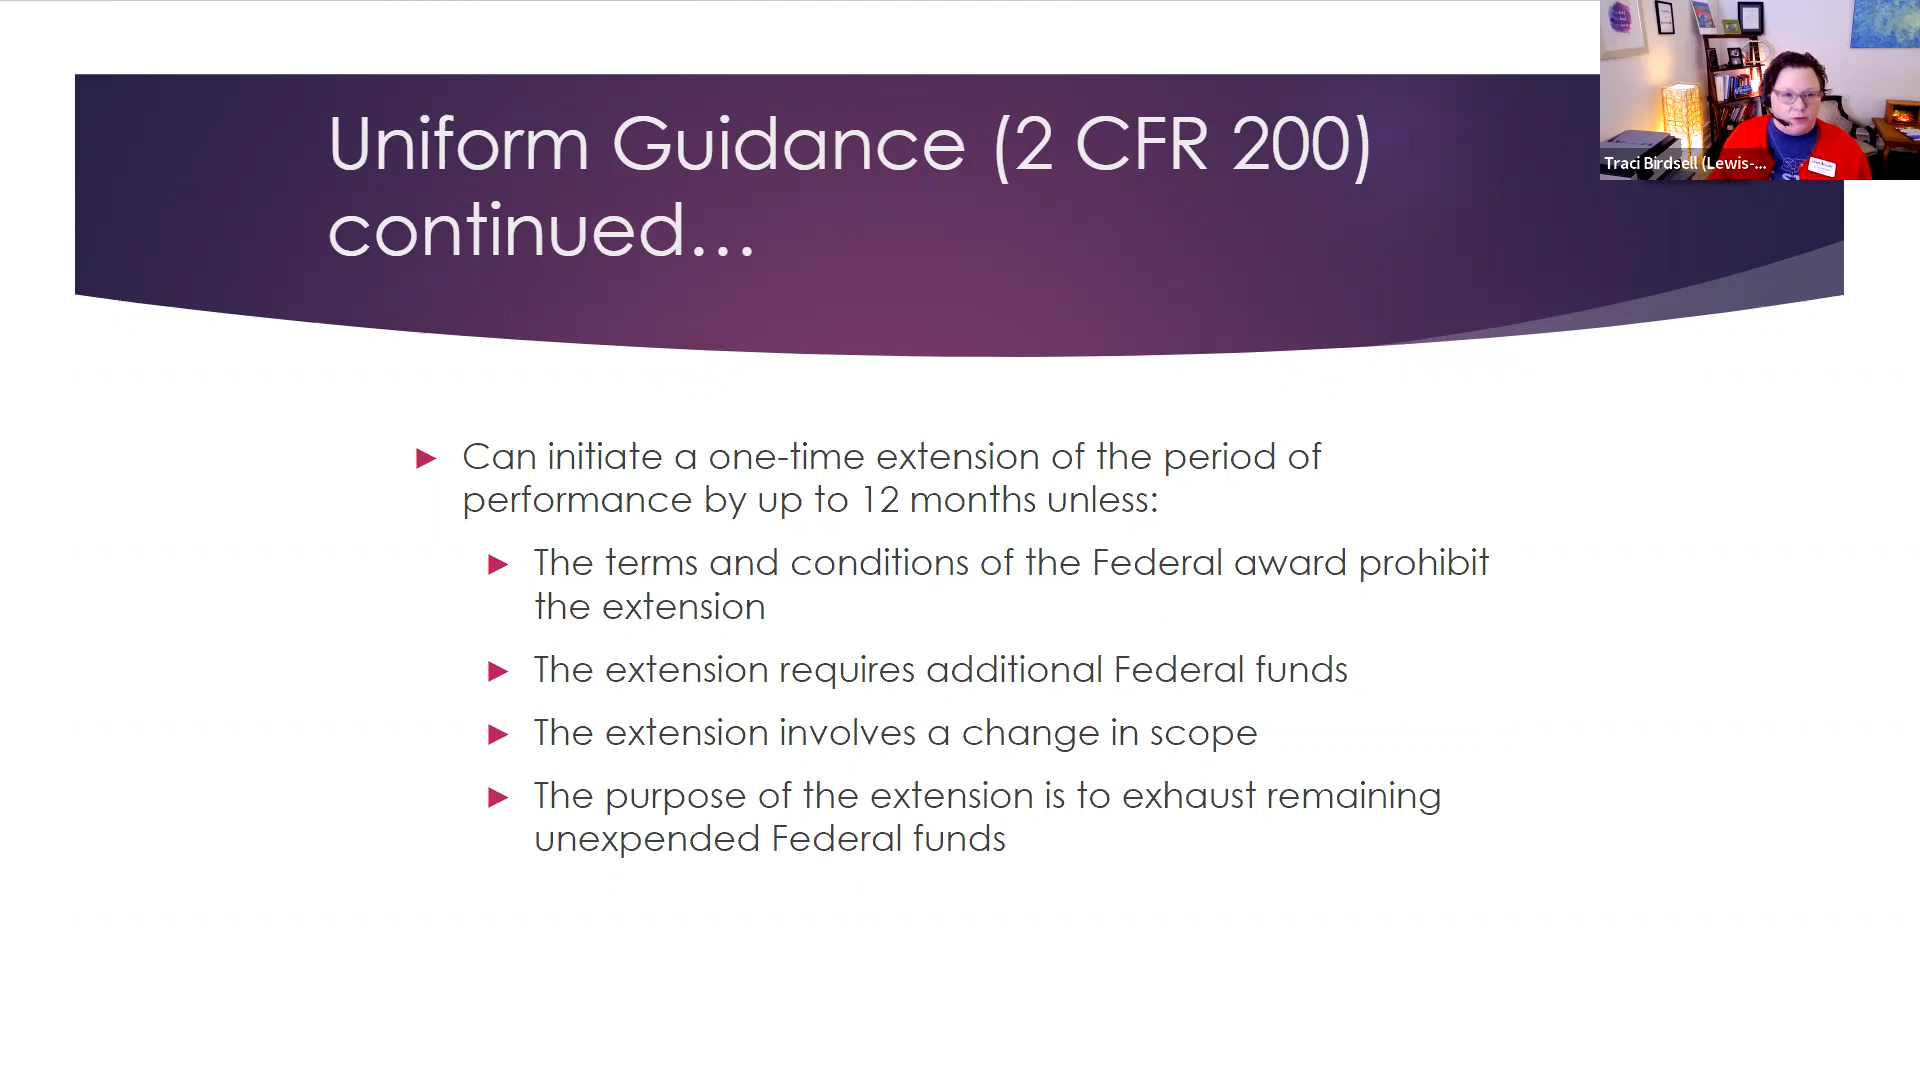 Uniform Guidance (2 CFR 200)
continued…
Traci Birdsell (Lewis-...
Can initiate a one-time extension of the period of
performance by up to 12 months unless:
The terms and conditions of the Federal award prohibit
the extension
The extension requires additional Federal funds
The extension involves a change in scope
The purpose of the extension is to exhaust remaining
unexpended Federal funds